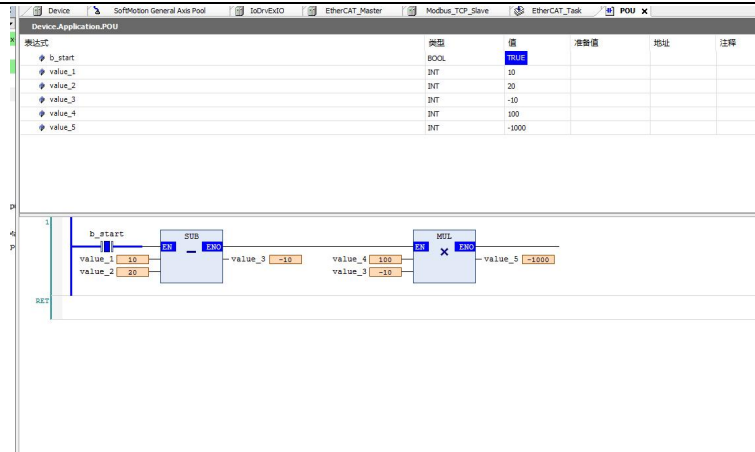 Device SoftMotion General Axis Pool IoDrvExIO EtherCAT_Master Modbus_TCP_Slave EtherCAT_Task POU
Device.Application.POU
表达式 类型 值 准备值 地址 注释
b_start BOOL TRUE
value_1 INT 10
value_2 INT 20
value_3 INT -10
value_4 INT 100
value_5 INT -1000
1
b_start SUB MUL
EN ENO EN ENO
value_1 10 − value_3 -10 value_4 100 × value_5 -1000
value_2 20 value_3 -10
RET